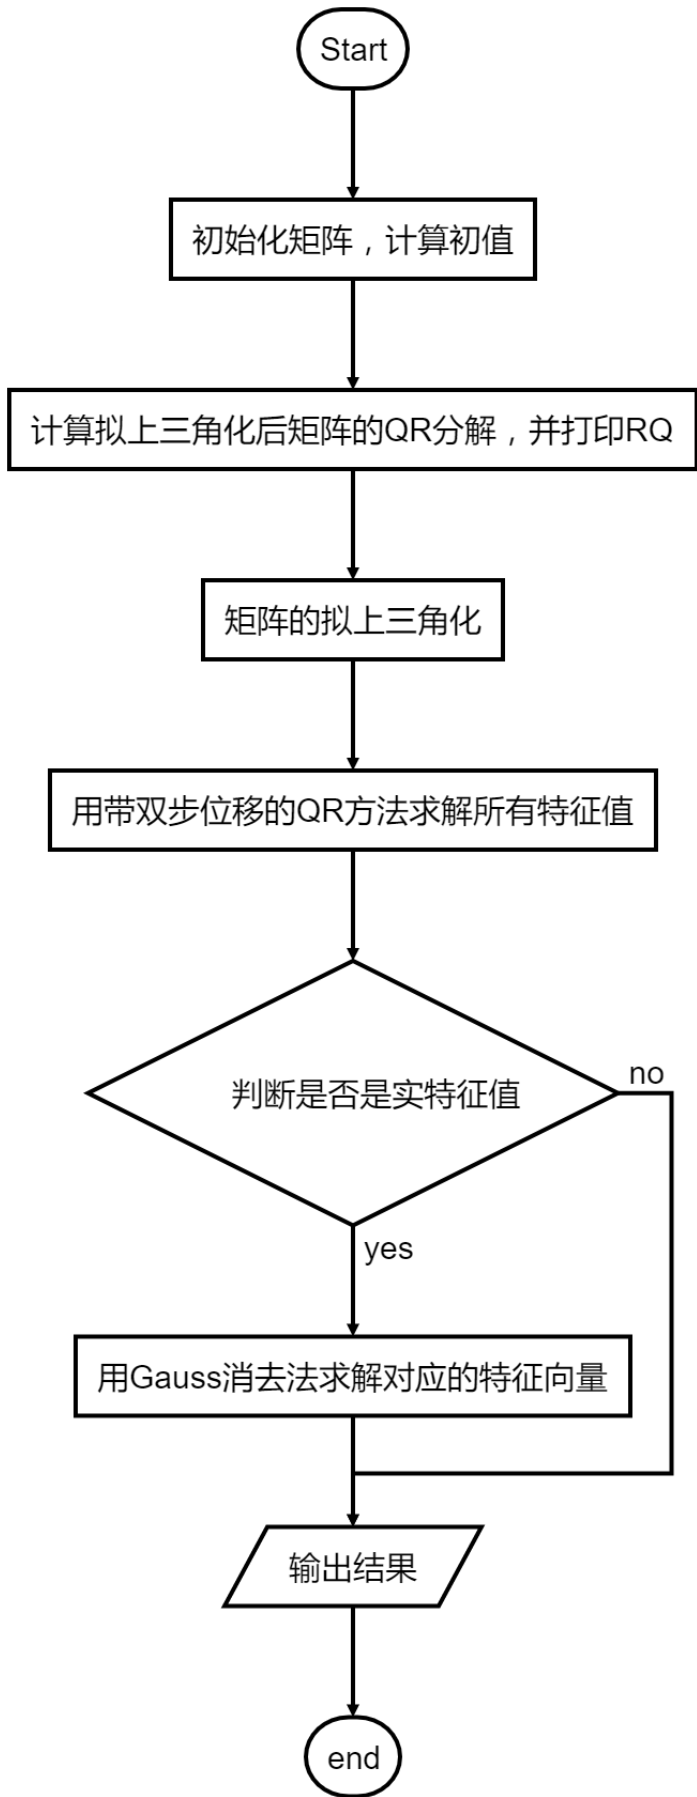 Start
初始化矩阵，计算初值
计算拟上三角化后矩阵的QR分解，并打印RQ
矩阵的拟上三角化
用带双步位移的QR方法求解所有特征值
判断是否是实特征值
no
yes
用Gauss消去法求解对应的特征向量
输出结果
end